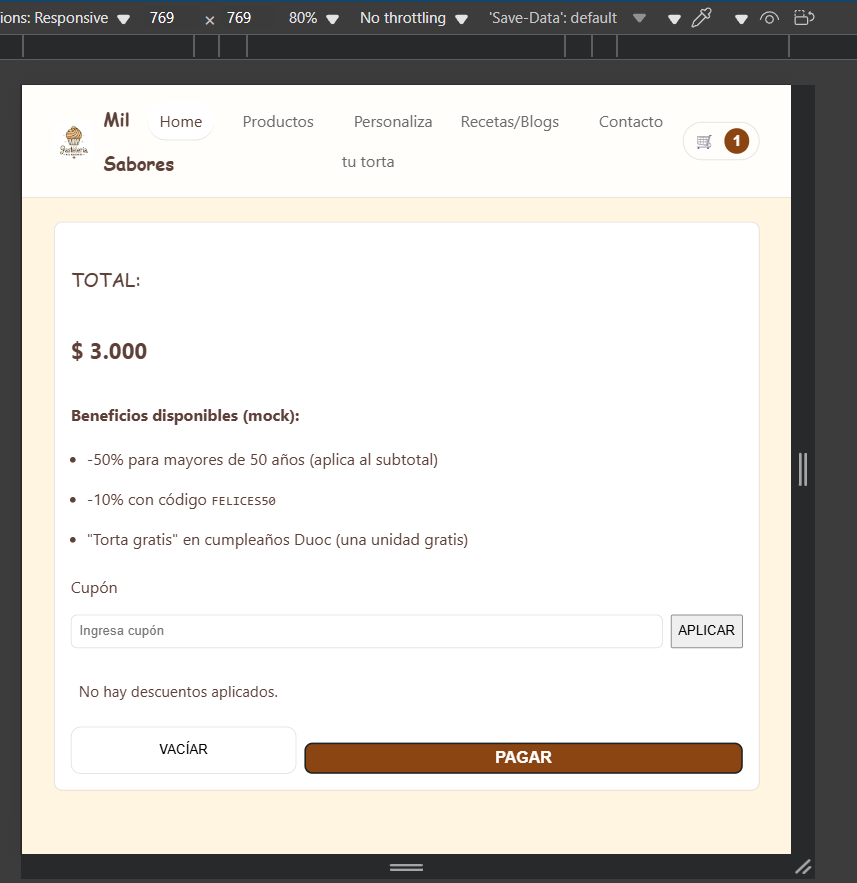 ions: Responsive 769 × 769 80% No throttling 'Save-Data': default
Mil Sabores
Home
Productos
Personaliza tu torta
Recetas/Blogs
Contacto
1
TOTAL:
$ 3.000
Beneficios disponibles (mock):
-50% para mayores de 50 años (aplica al subtotal)
-10% con código FELICES50
"Torta gratis" en cumpleaños Duoc (una unidad gratis)
Cupón
Ingresa cupón APLICAR
No hay descuentos aplicados.
VACÍAR PAGAR